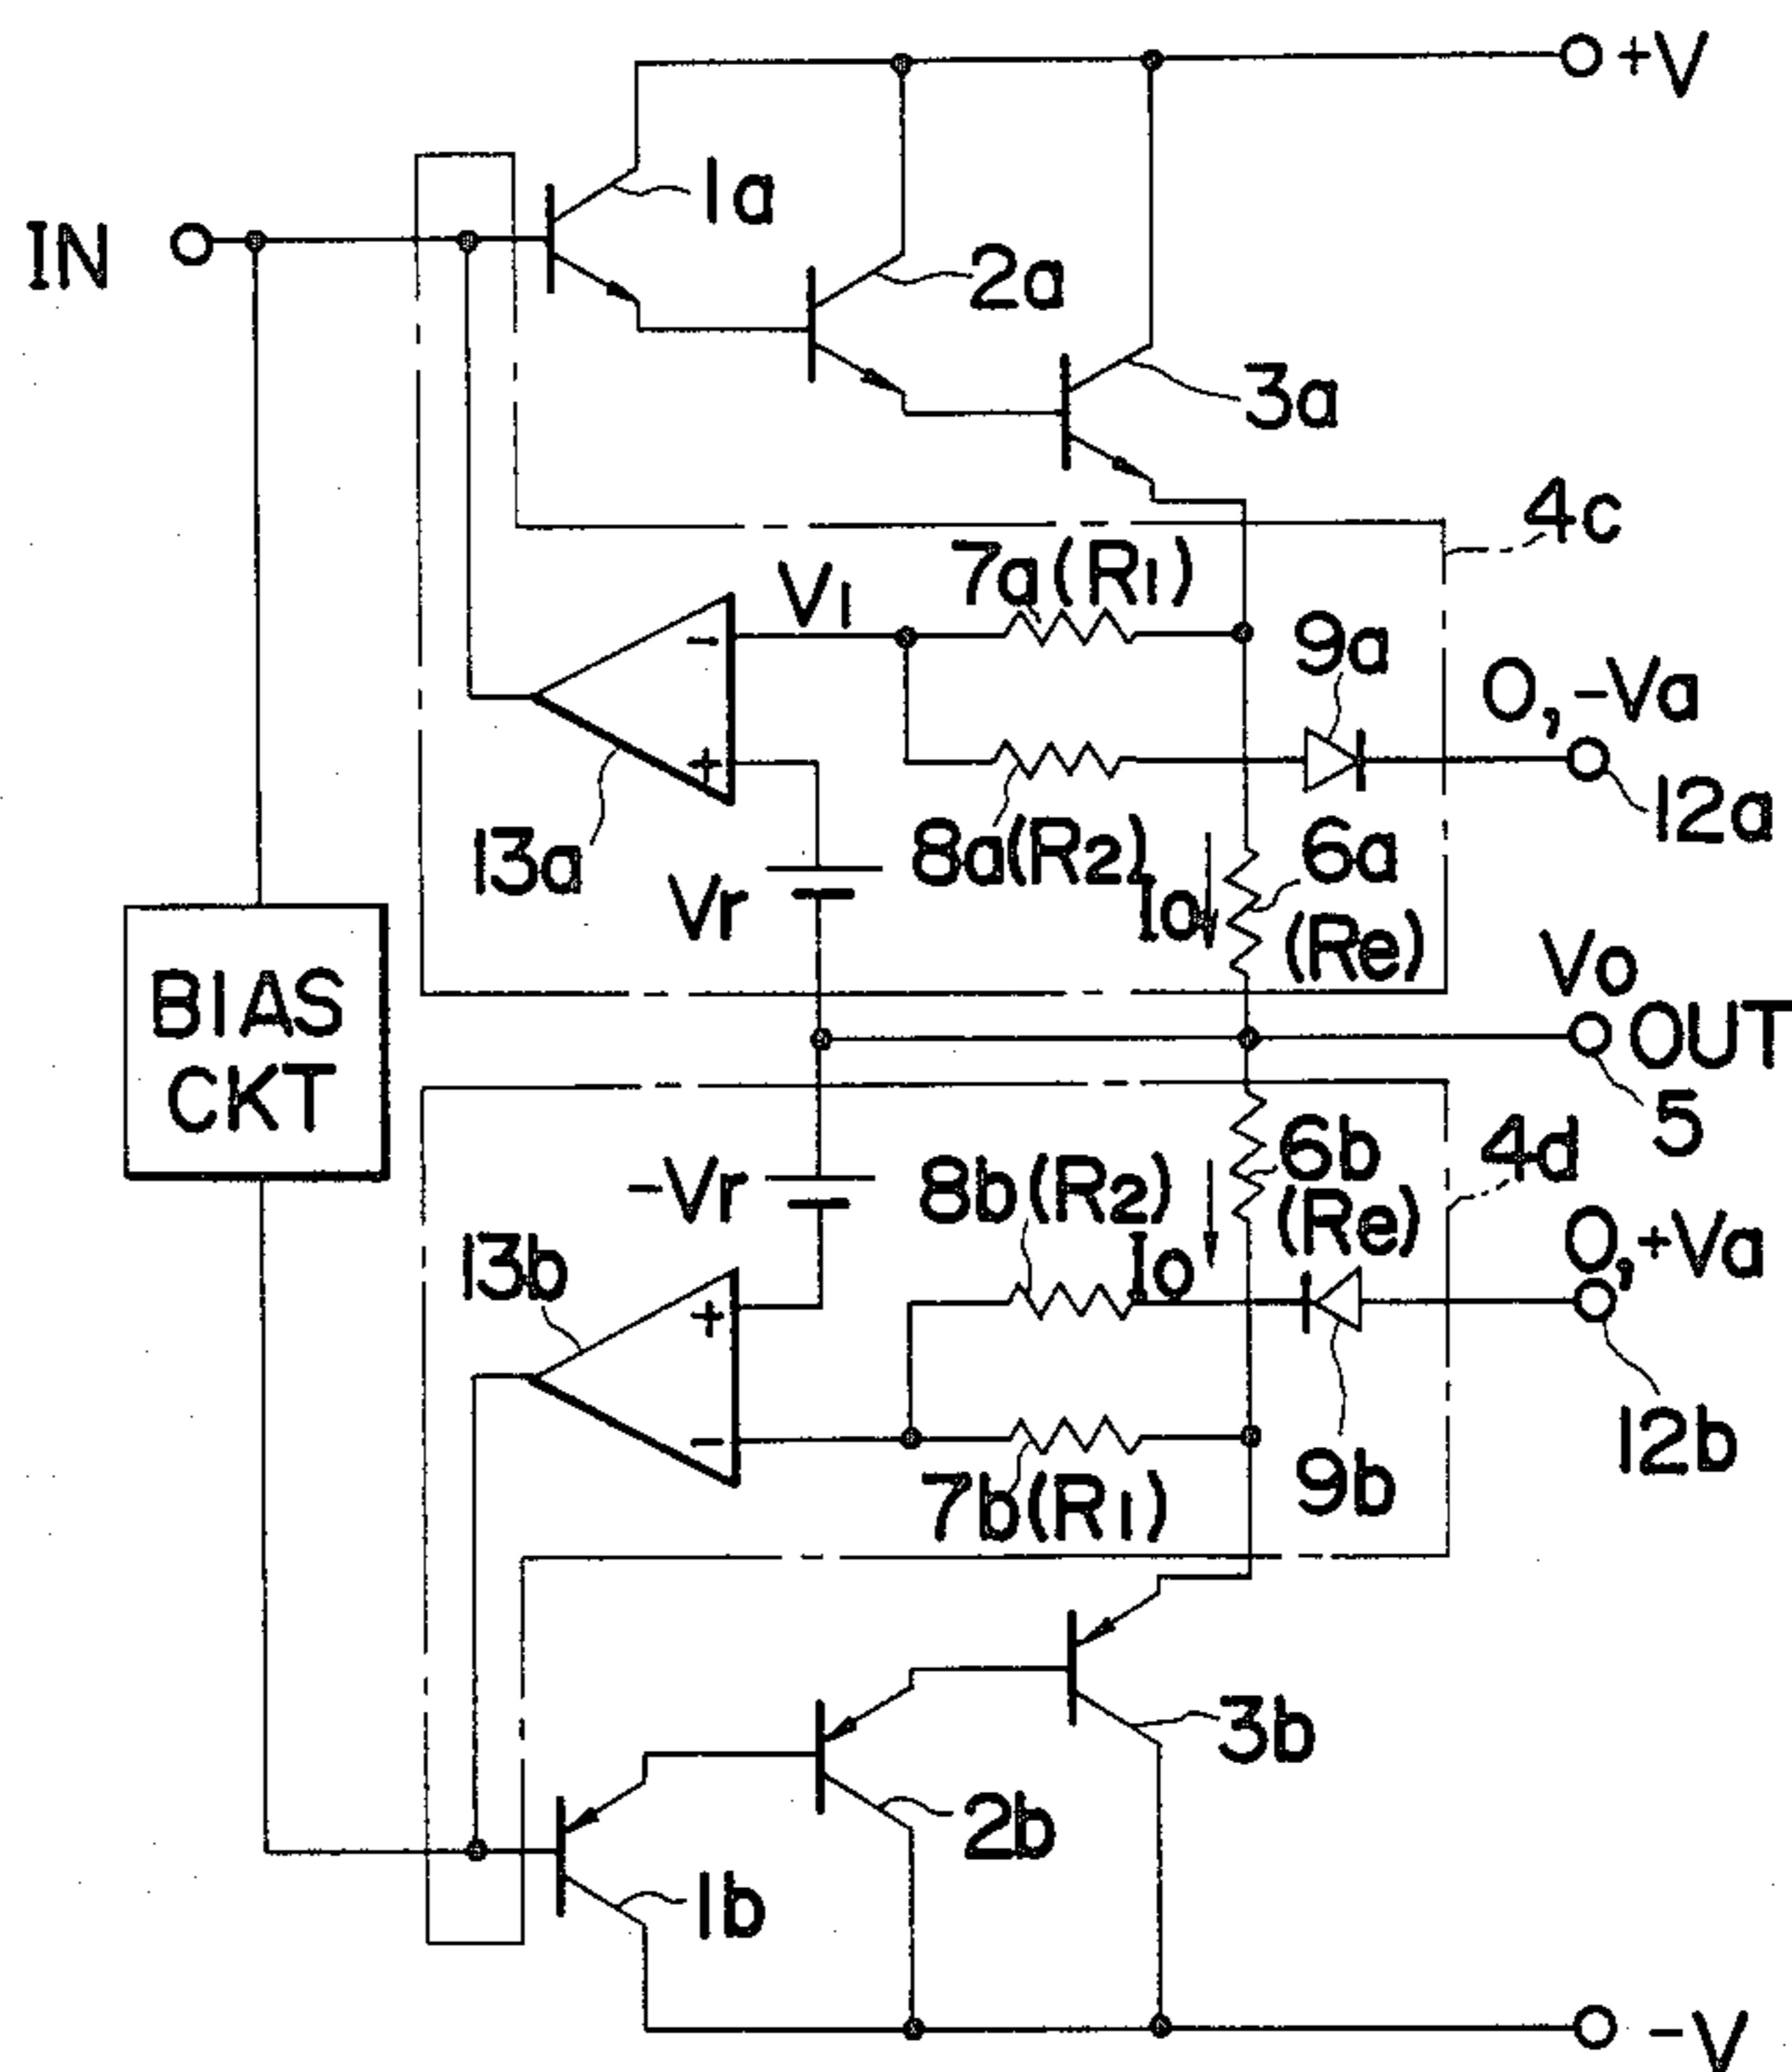 +V
1a
IN
2a
3a
4c
7a(R1)
V1
9a
0,-Va
-
+
12a
13a
8a(R2)
6a
(Re)
Io
Vr
Vo
OUT
5
BIAS
CKT
-Vr
8b(R2)
6b
(Re)
4d
Io
0,+Va
13b
+
-
12b
9b
7b(R1)
3b
2b
1b
-V